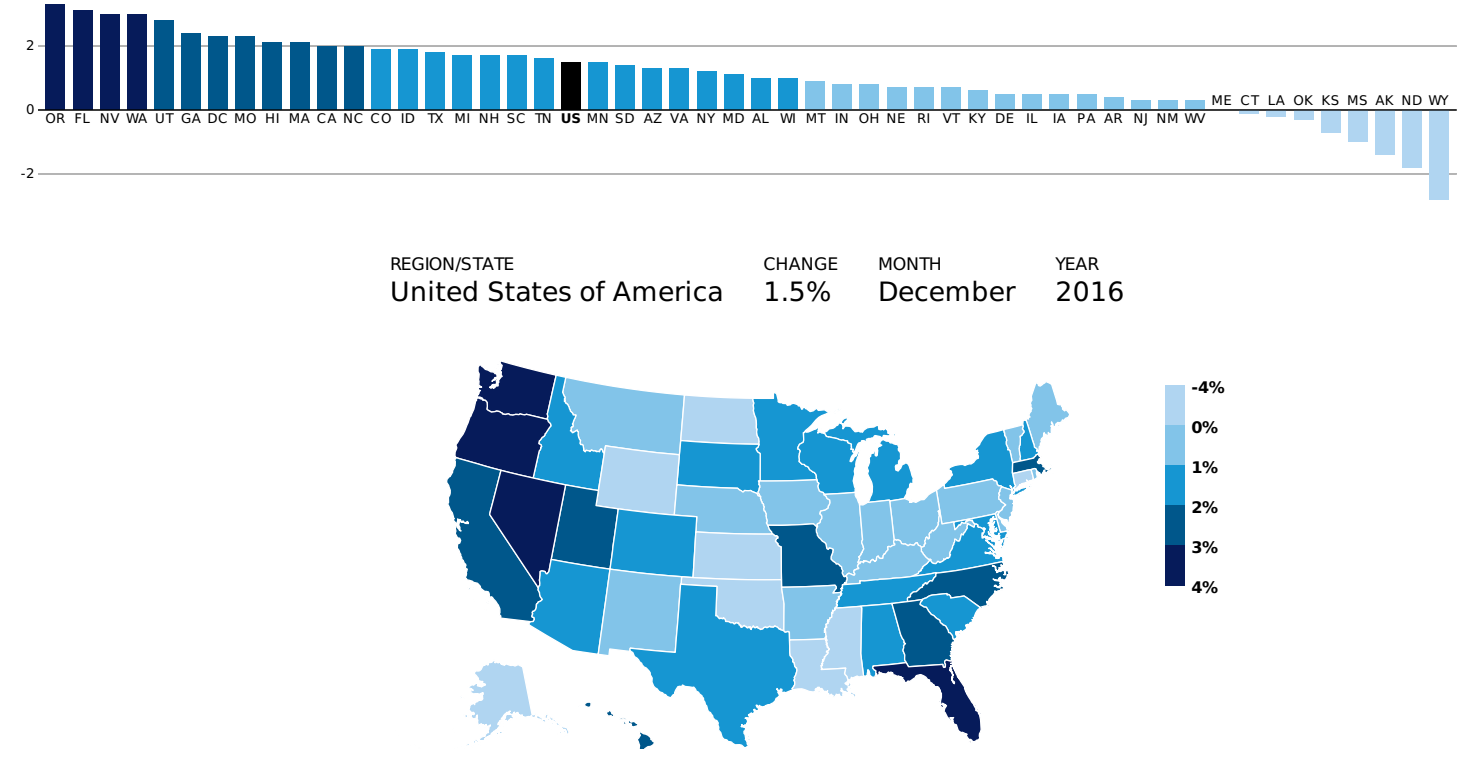 2
ME CT LA OK KS MS AK ND WY
0
OR FL NV WA UT GA DC MO HI MA CA NC CO ID TX MI NH SC TN US MN SD AZ VA NY MD AL WI MT IN OH NE RI VT KY DE IL IA PA AR NJ NM WV
-2
REGION/STATE CHANGE MONTH YEAR
United States of America 1.5% December 2016
-4%
0%
1%
2%
3%
4%